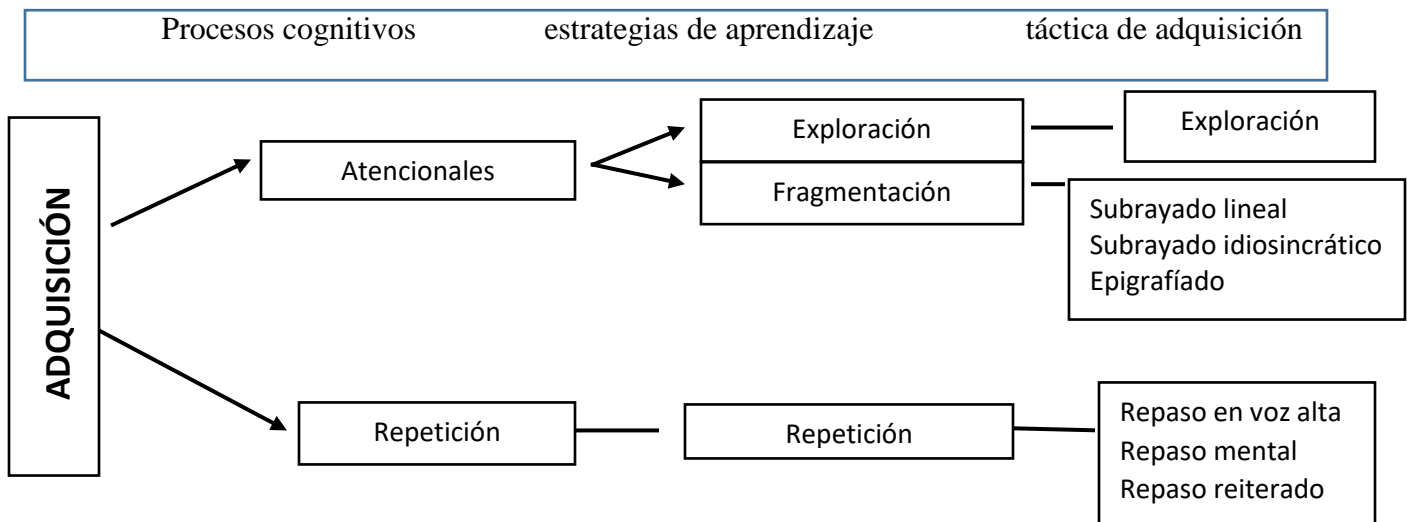 Procesos cognitivos estrategias de aprendizaje táctica de adquisición
ADQUISICIÓN
Atencionales
Exploración
Fragmentación
Exploración
Subrayado lineal
Subrayado idiosincrático
Epigrafíado
Repetición
Repetición
Repaso en voz alta
Repaso mental
Repaso reiterado